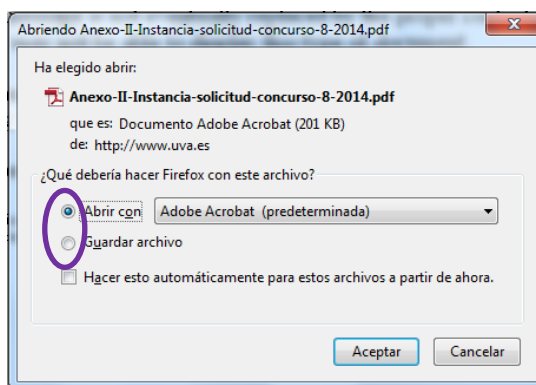 Abriendo Anexo-II-Instancia-solicitud-concurso-8-2014.pdf
Ha elegido abrir:
Anexo-II-Instancia-solicitud-concurso-8-2014.pdf
que es: Documento Adobe Acrobat (201 KB)
de: http://www.uva.es
¿Qué debería hacer Firefox con este archivo?
Abrir con Adobe Acrobat (predeterminada)
Guardar archivo
Hacer esto automáticamente para estos archivos a partir de ahora.
Aceptar Cancelar